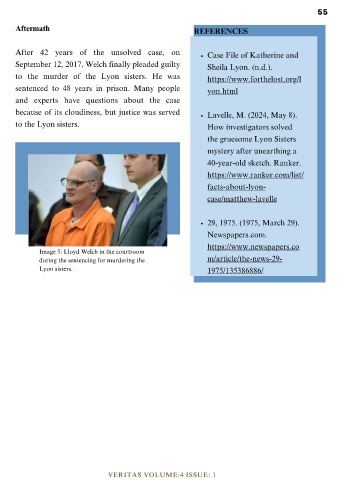 55
Aftermath
After 42 years of the unsolved case, on
September 12, 2017, Welch finally pleaded guilty
to the murder of the Lyon sisters. He was
sentenced to 48 years in prison. Many people
and experts have questions about the case
because of its cloudiness, but justice was served
to the Lyon sisters.
Image 5: Lloyd Welch in the courtroom
during the sentencing for murdering the
Lyon sisters.
REFERENCES
• Case File of Katherine and
Sheila Lyon. (n.d.).
https://www.forthelost.org/l
yon.html
• Lavelle, M. (2024, May 8).
How investigators solved
the gruesome Lyon Sisters
mystery after unearthing a
40-year-old sketch. Ranker.
https://www.ranker.com/list/
facts-about-lyon-
case/matthew-lavelle
• 29, 1975. (1975, March 29).
Newspapers.com.
https://www.newspapers.co
m/article/the-news-29-
1975/135386886/
VERITAS VOLUME:4 ISSUE: 1